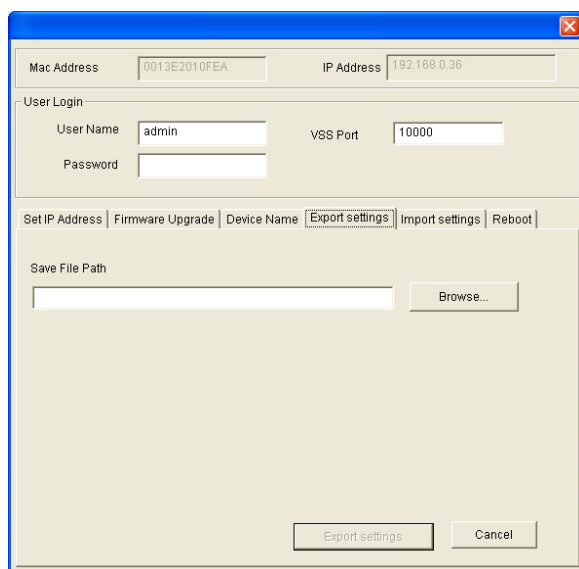 Mac Address 0013E2010FEA IP Address 192.168.0.36
User Login
User Name admin VSS Port 10000
Password
Set IP Address Firmware Upgrade Device Name Export settings Import settings Reboot
Save File Path
Browse...
Export settings Cancel